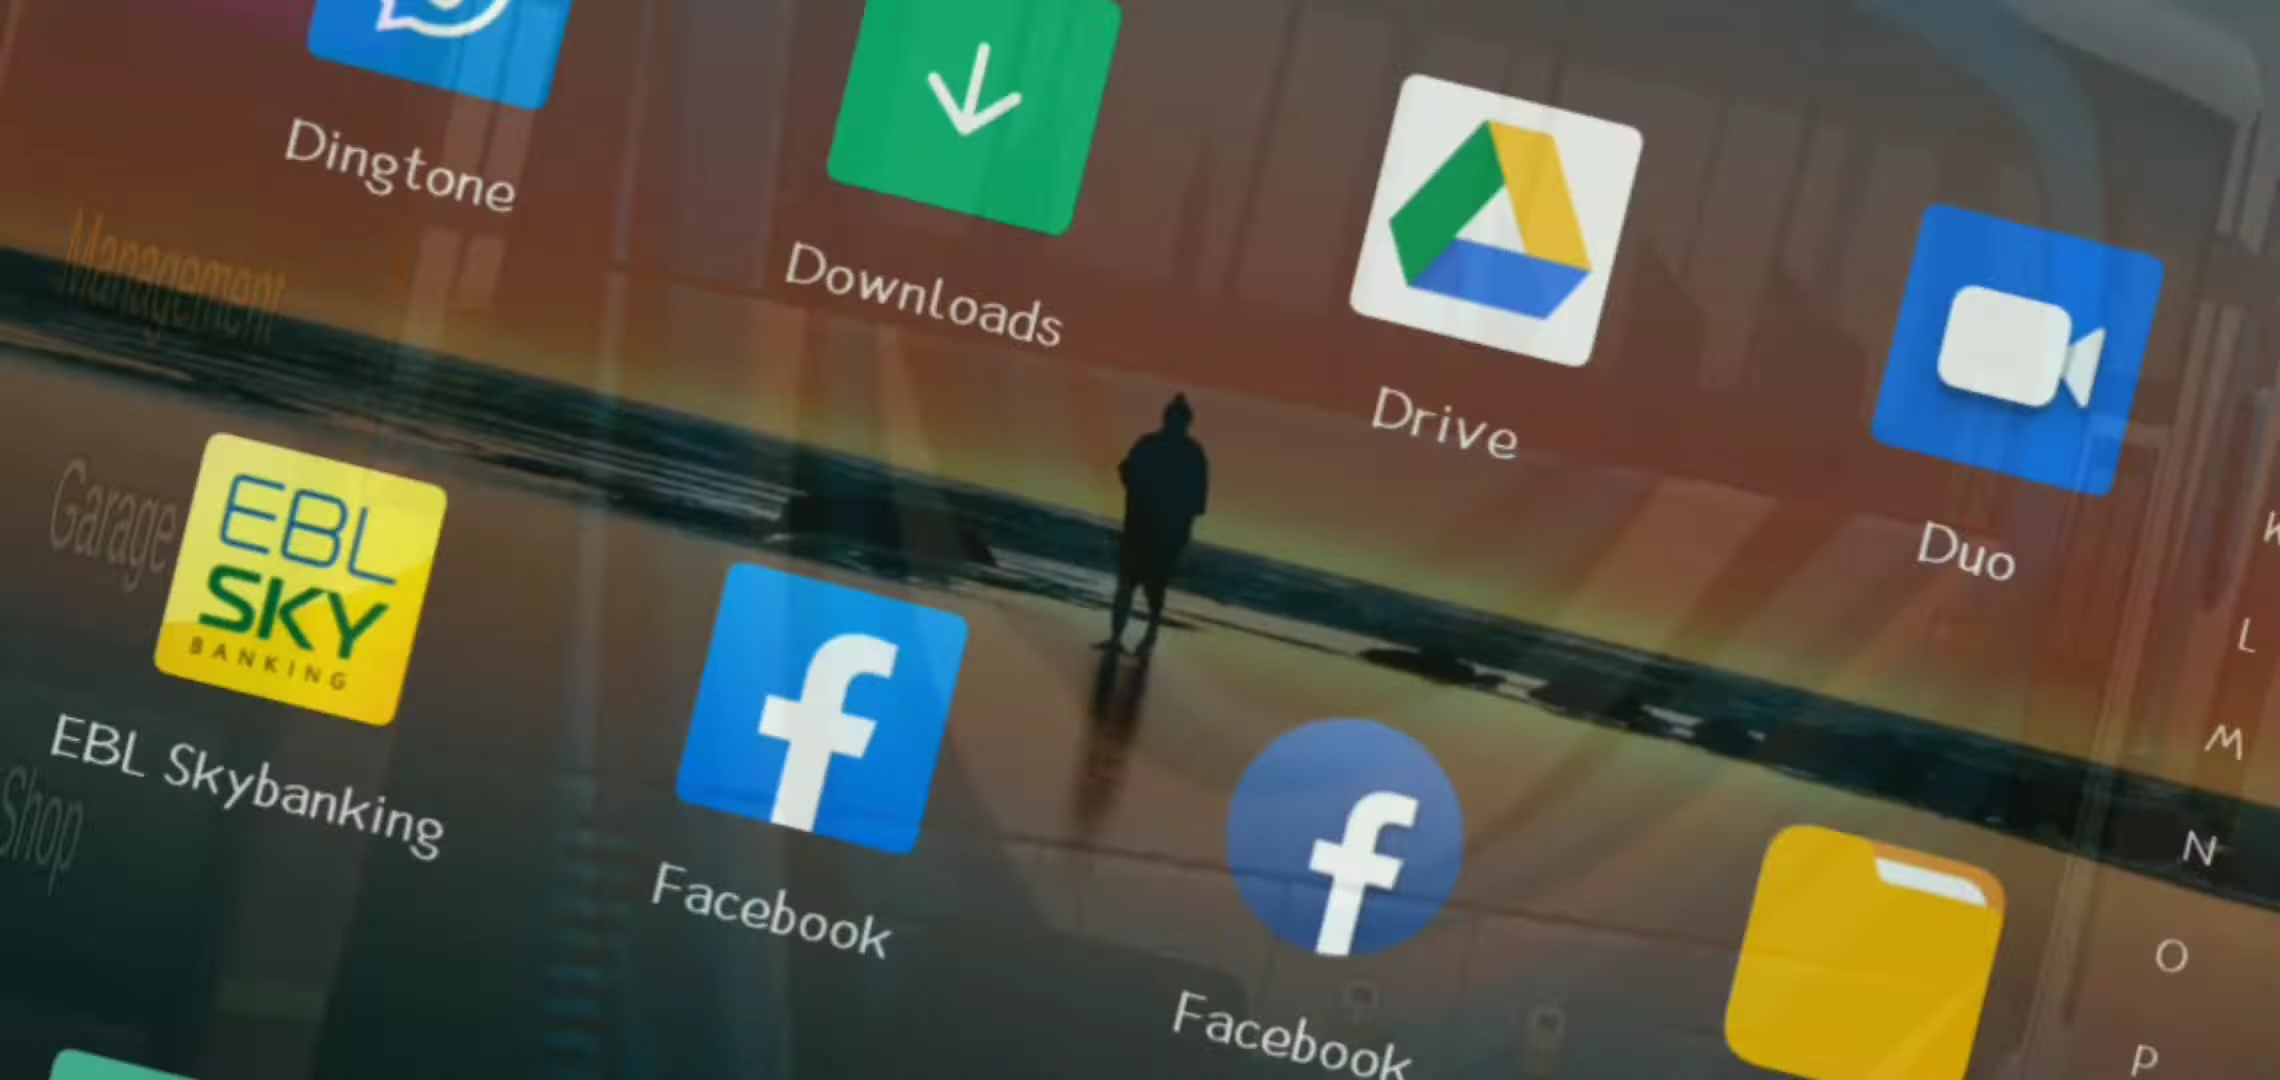 Dingtone
Downloads
Drive
Duo
Management
Garage
Shop
EBL
SKY
BANKING
EBL Skybanking
Facebook
Facebook
K
L
M
N
O
P